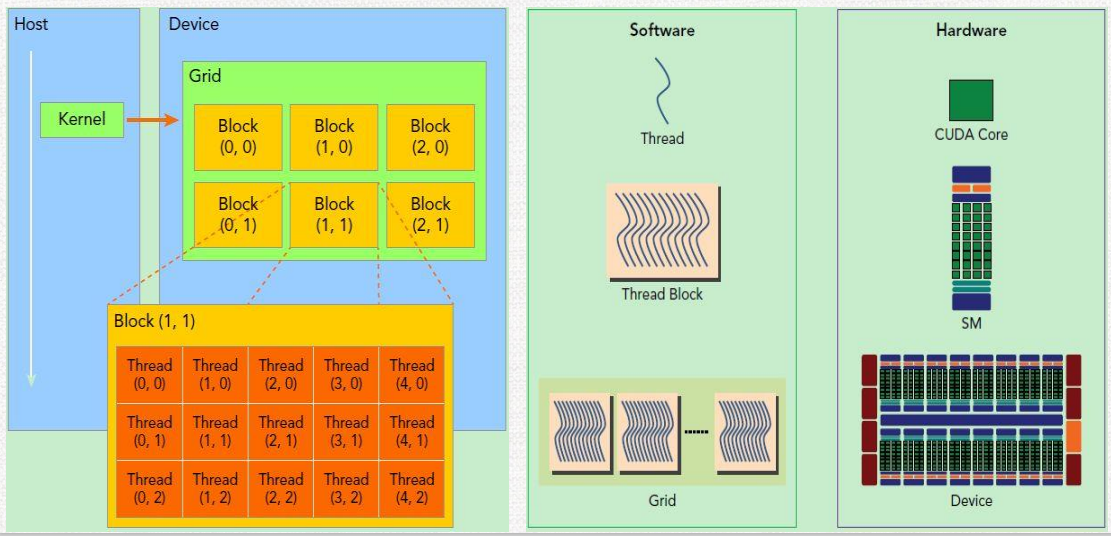 Host
Device
Grid
Kernel
Block
(0, 0)
Block
(1, 0)
Block
(2, 0)
Block
(0, 1)
Block
(1, 1)
Block
(2, 1)
Block (1, 1)
Thread
(0, 0)
Thread
(1, 0)
Thread
(2, 0)
Thread
(3, 0)
Thread
(4, 0)
Thread
(0, 1)
Thread
(1, 1)
Thread
(2, 1)
Thread
(3, 1)
Thread
(4, 1)
Thread
(0, 2)
Thread
(1, 2)
Thread
(2, 2)
Thread
(3, 2)
Thread
(4, 2)
Software
Thread
Thread Block
Grid
Hardware
CUDA Core
SM
Device